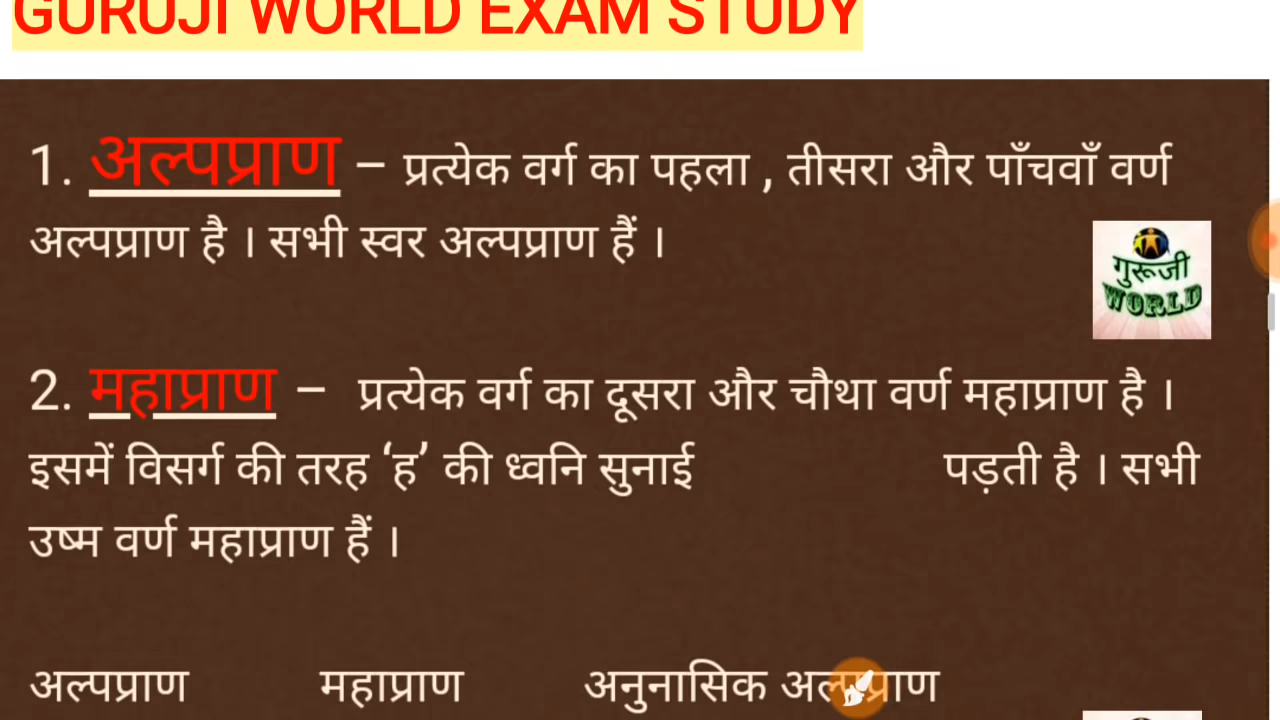 GURUJI WORLD EXAM STUDY
1. अल्पप्राण – प्रत्येक वर्ग का पहला , तीसरा और पाँचवाँ वर्ण
अल्पप्राण है । सभी स्वर अल्पप्राण हैं ।
गुरूजी
WORLD
2. महाप्राण – प्रत्येक वर्ग का दूसरा और चौथा वर्ण महाप्राण है ।
इसमें विसर्ग की तरह ‘ह’ की ध्वनि सुनाई पड़ती है । सभी
उष्म वर्ण महाप्राण हैं ।
अल्पप्राण महाप्राण अनुनासिक अल्पप्राण